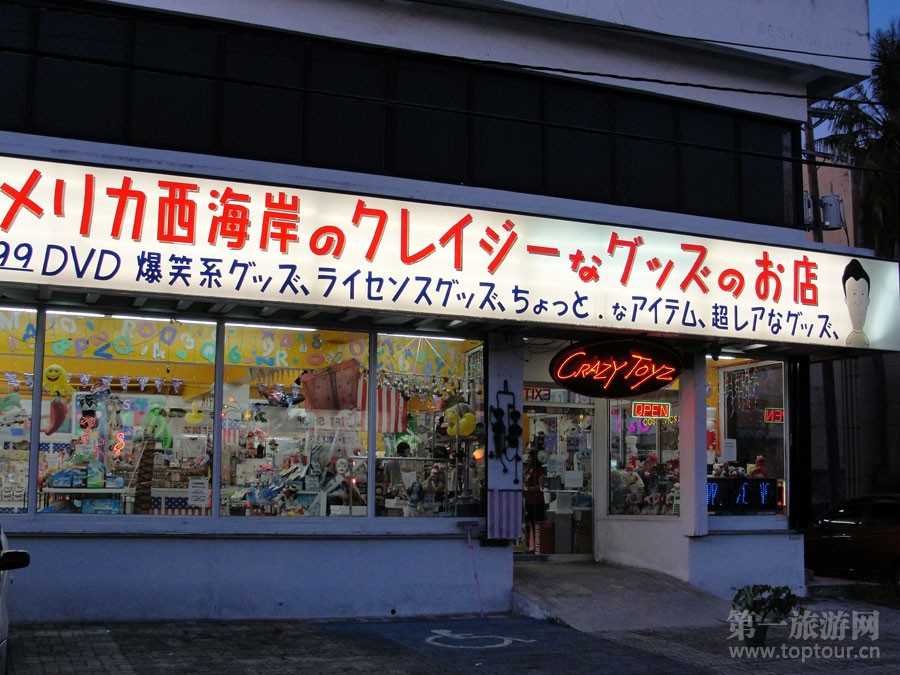 メリカ西海岸のクレイジーなグッズのお店
99 DVD 爆笑系グッズ、ライセンスグッズ、ちょっと.なアイテム、超レアなグッズ、
CRAZY TOYZ
OPEN
EXIT
第一旅游网
www.toptour.cn